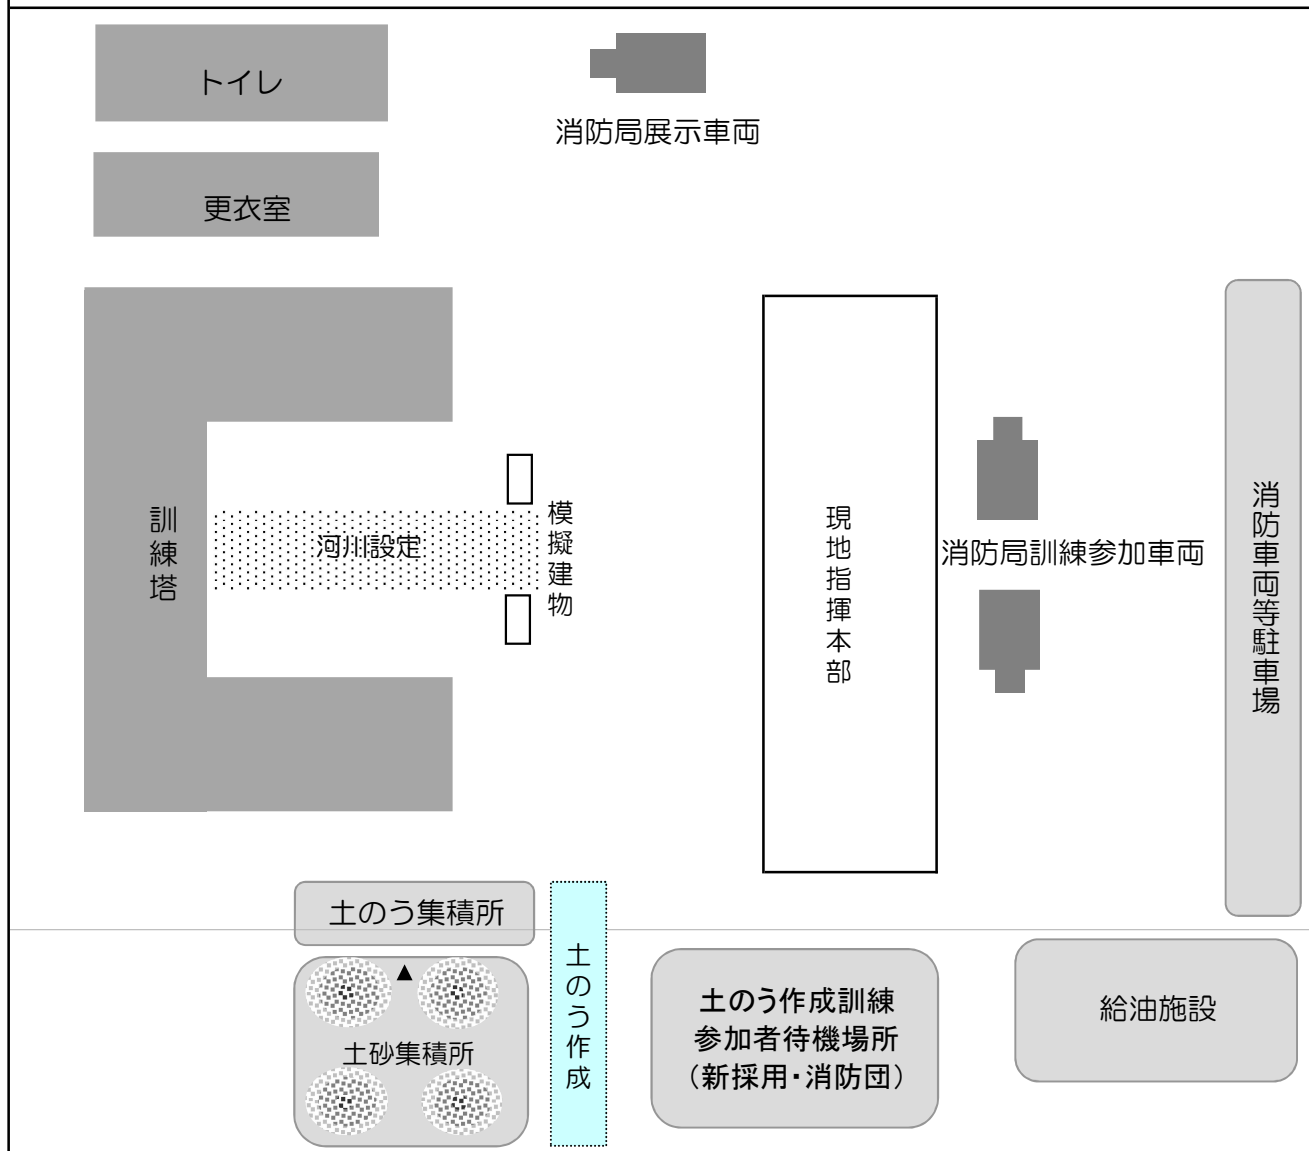 トイレ
消防局展示車両
更衣室
訓練塔
河川設定
模擬建物
現地指揮本部
消防局訓練参加車両
消防車両等駐車場
土のう集積所
土砂集積所
土のう作成
土のう作成訓練
参加者待機場所
（新採用・消防団）
給油施設